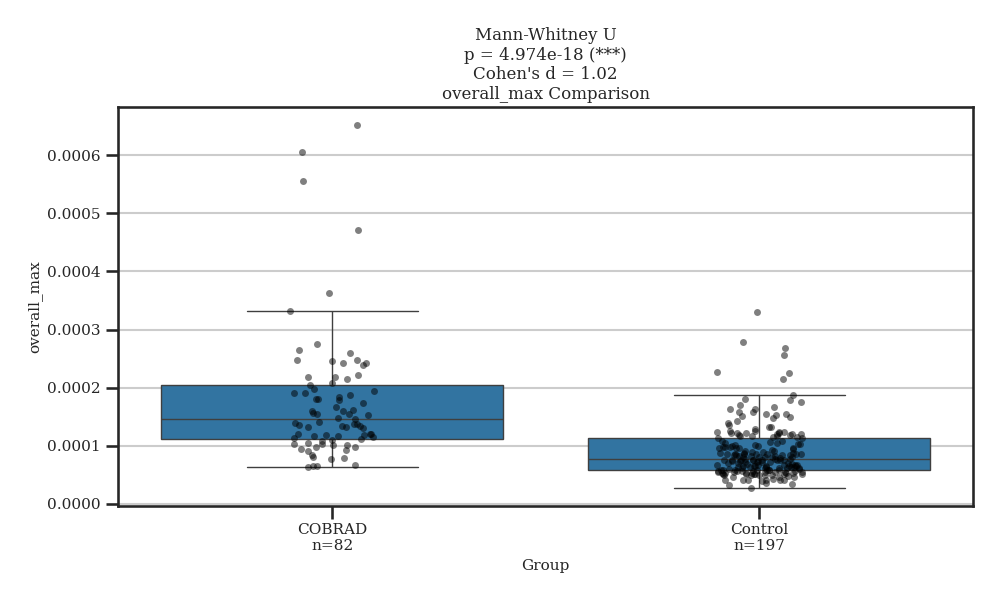 Mann-Whitney U
p = 4.974e-18 (***)
Cohen's d = 1.02
overall_max Comparison
overall_max
0.0006
0.0005
0.0004
0.0003
0.0002
0.0001
0.0000
COBRAD
n=82
Control
n=197
Group